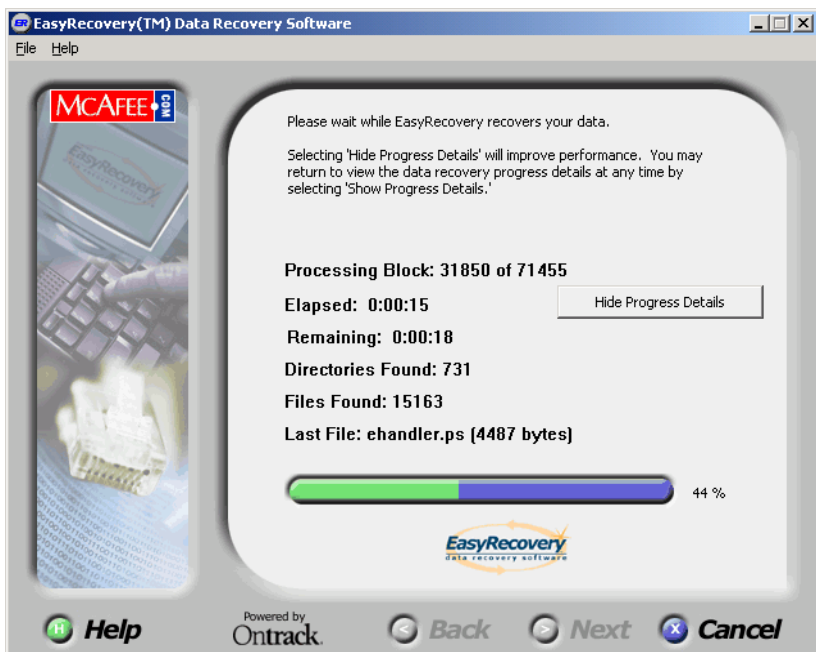 EasyRecovery(TM) Data Recovery Software
File Help
McAFEE.COM
EasyRecovery
Please wait while EasyRecovery recovers your data.
Selecting 'Hide Progress Details' will improve performance. You may
return to view the data recovery progress details at any time by
selecting 'Show Progress Details.'
Processing Block: 31850 of 71455
Elapsed: 0:00:15
Hide Progress Details
Remaining: 0:00:18
Directories Found: 731
Files Found: 15163
Last File: ehandler.ps (4487 bytes)
44 %
EasyRecovery
data recovery software
Help
Powered by
Ontrack.
Back
Next
Cancel